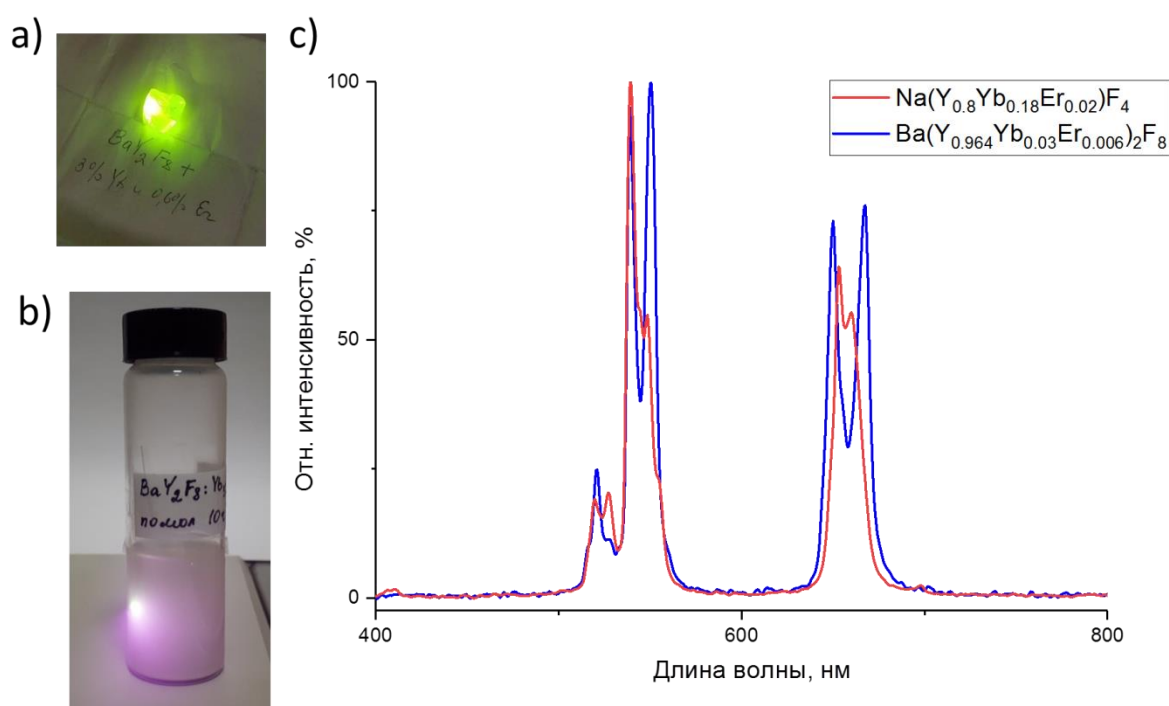 a)
BaY2F8 +
3% Yb и 0,6% Er
b)
BaY2F8: Yb,
помол 10
c)
Отн. интенсивность, %
100
50
0
400
600
800
Длина волны, нм
Na(Y0.8Yb0.18Er0.02)F4
Ba(Y0.964Yb0.03Er0.006)2F8